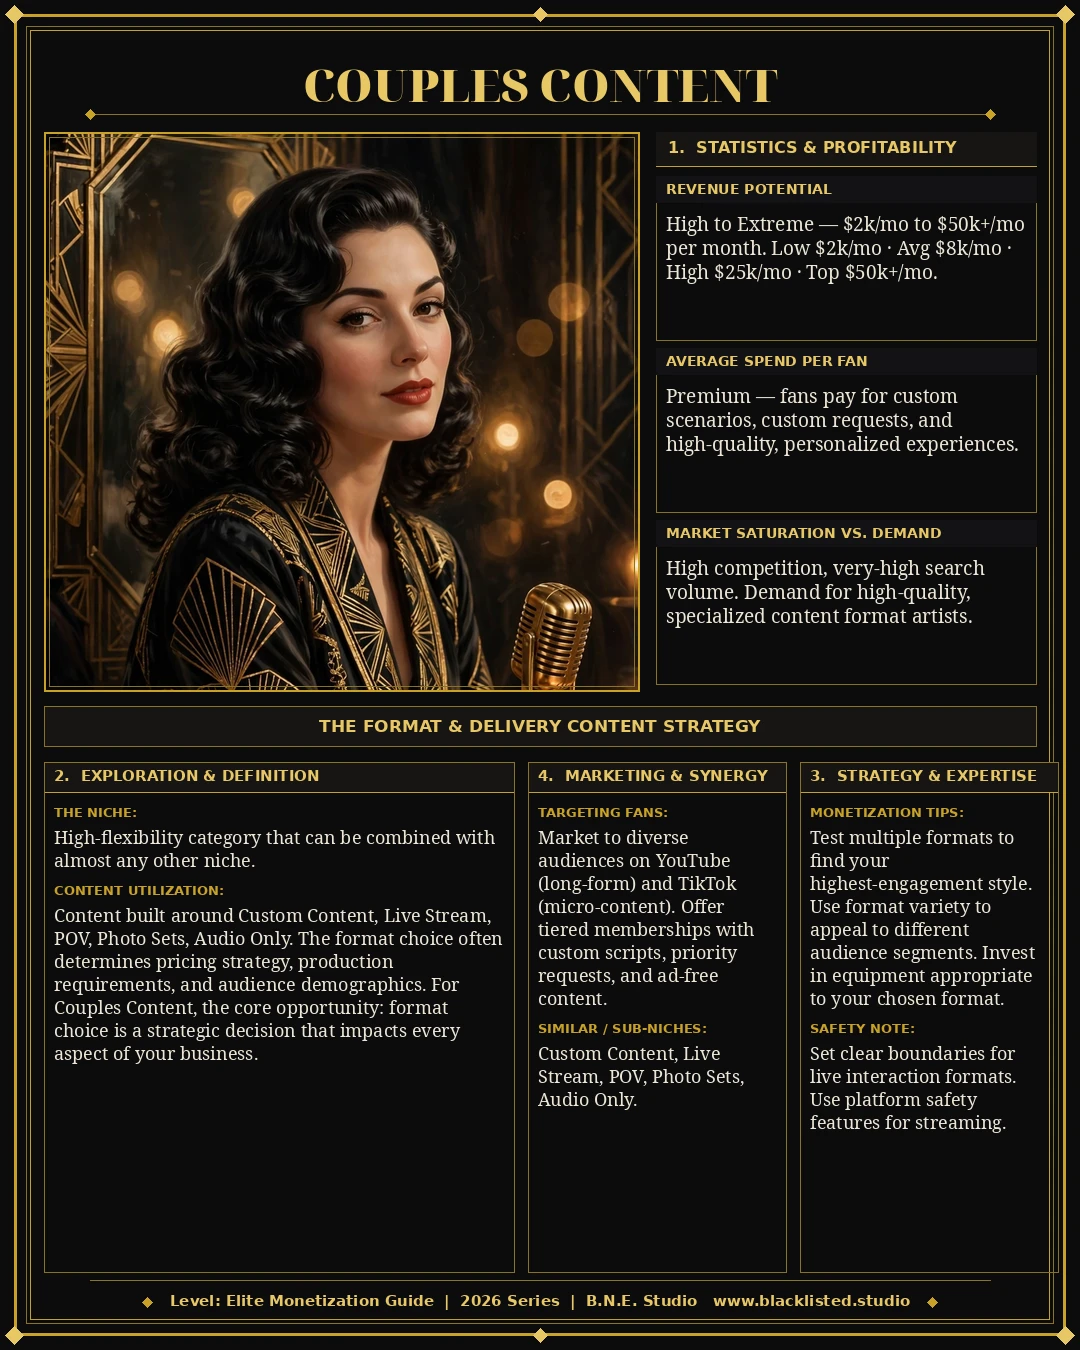 COUPLES CONTENT
1. STATISTICS & PROFITABILITY
REVENUE POTENTIAL
High to Extreme — $2k/mo to $50k+/mo
per month. Low $2k/mo · Avg $8k/mo ·
High $25k/mo · Top $50k+/mo.
AVERAGE SPEND PER FAN
Premium — fans pay for custom
scenarios, custom requests, and
high-quality, personalized experiences.
MARKET SATURATION VS. DEMAND
High competition, very-high search
volume. Demand for high-quality,
specialized content format artists.
THE FORMAT & DELIVERY CONTENT STRATEGY
2. EXPLORATION & DEFINITION
THE NICHE:
High-flexibility category that can be combined with
almost any other niche.
CONTENT UTILIZATION:
Content built around Custom Content, Live Stream,
POV, Photo Sets, Audio Only. The format choice often
determines pricing strategy, production
requirements, and audience demographics. For
Couples Content, the core opportunity: format
choice is a strategic decision that impacts every
aspect of your business.
4. MARKETING & SYNERGY
TARGETING FANS:
Market to diverse
audiences on YouTube
(long-form) and TikTok
(micro-content). Offer
tiered memberships with
custom scripts, priority
requests, and ad-free
content.
SIMILAR / SUB-NICHES:
Custom Content, Live
Stream, POV, Photo Sets,
Audio Only.
3. STRATEGY & EXPERTISE
MONETIZATION TIPS:
Test multiple formats to
find your
highest-engagement style.
Use format variety to
appeal to different
audience segments. Invest
in equipment appropriate
to your chosen format.
SAFETY NOTE:
Set clear boundaries for
live interaction formats.
Use platform safety
features for streaming.
Level: Elite Monetization Guide | 2026 Series | B.N.E. Studio www.blacklisted.studio